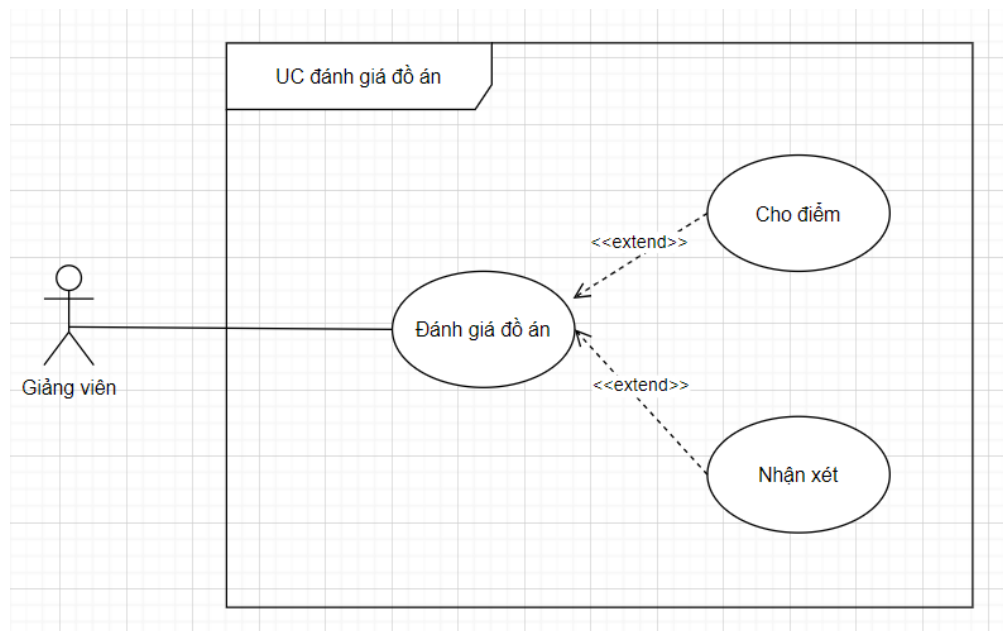 UC đánh giá đồ án
Cho điểm
<<extend>>
Đánh giá đồ án
<<extend>>
Giảng viên
Nhận xét